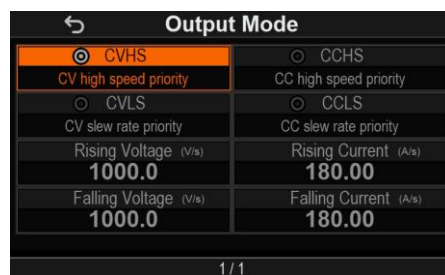 Output Mode
CVHS
CCHS
CV high speed priority
CC high speed priority
CVLS
CCLS
CV slew rate priority
CC slew rate priority
Rising Voltage (V/s)
Rising Current (A/s)
1000.0
180.00
Falling Voltage (V/s)
Falling Current (A/s)
1000.0
180.00
1/1